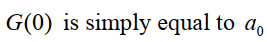 G(0) is simply equal to a₀